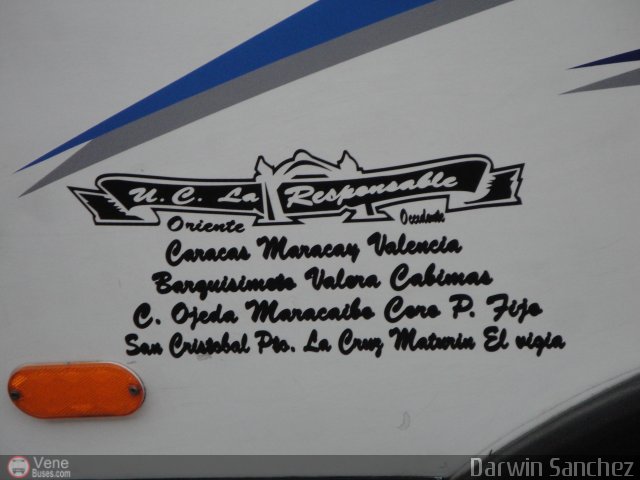 U. C. La Responsable
Oriente Occidente
Caracas Maracay Valencia
Barquisimeto Valera Cabimas
C. Ojeda Maracaibo Coro P. Fijo
San Cristobal Pto. La Cruz Maturin El vigia
Vene
Buses.com
Darwin Sanchez